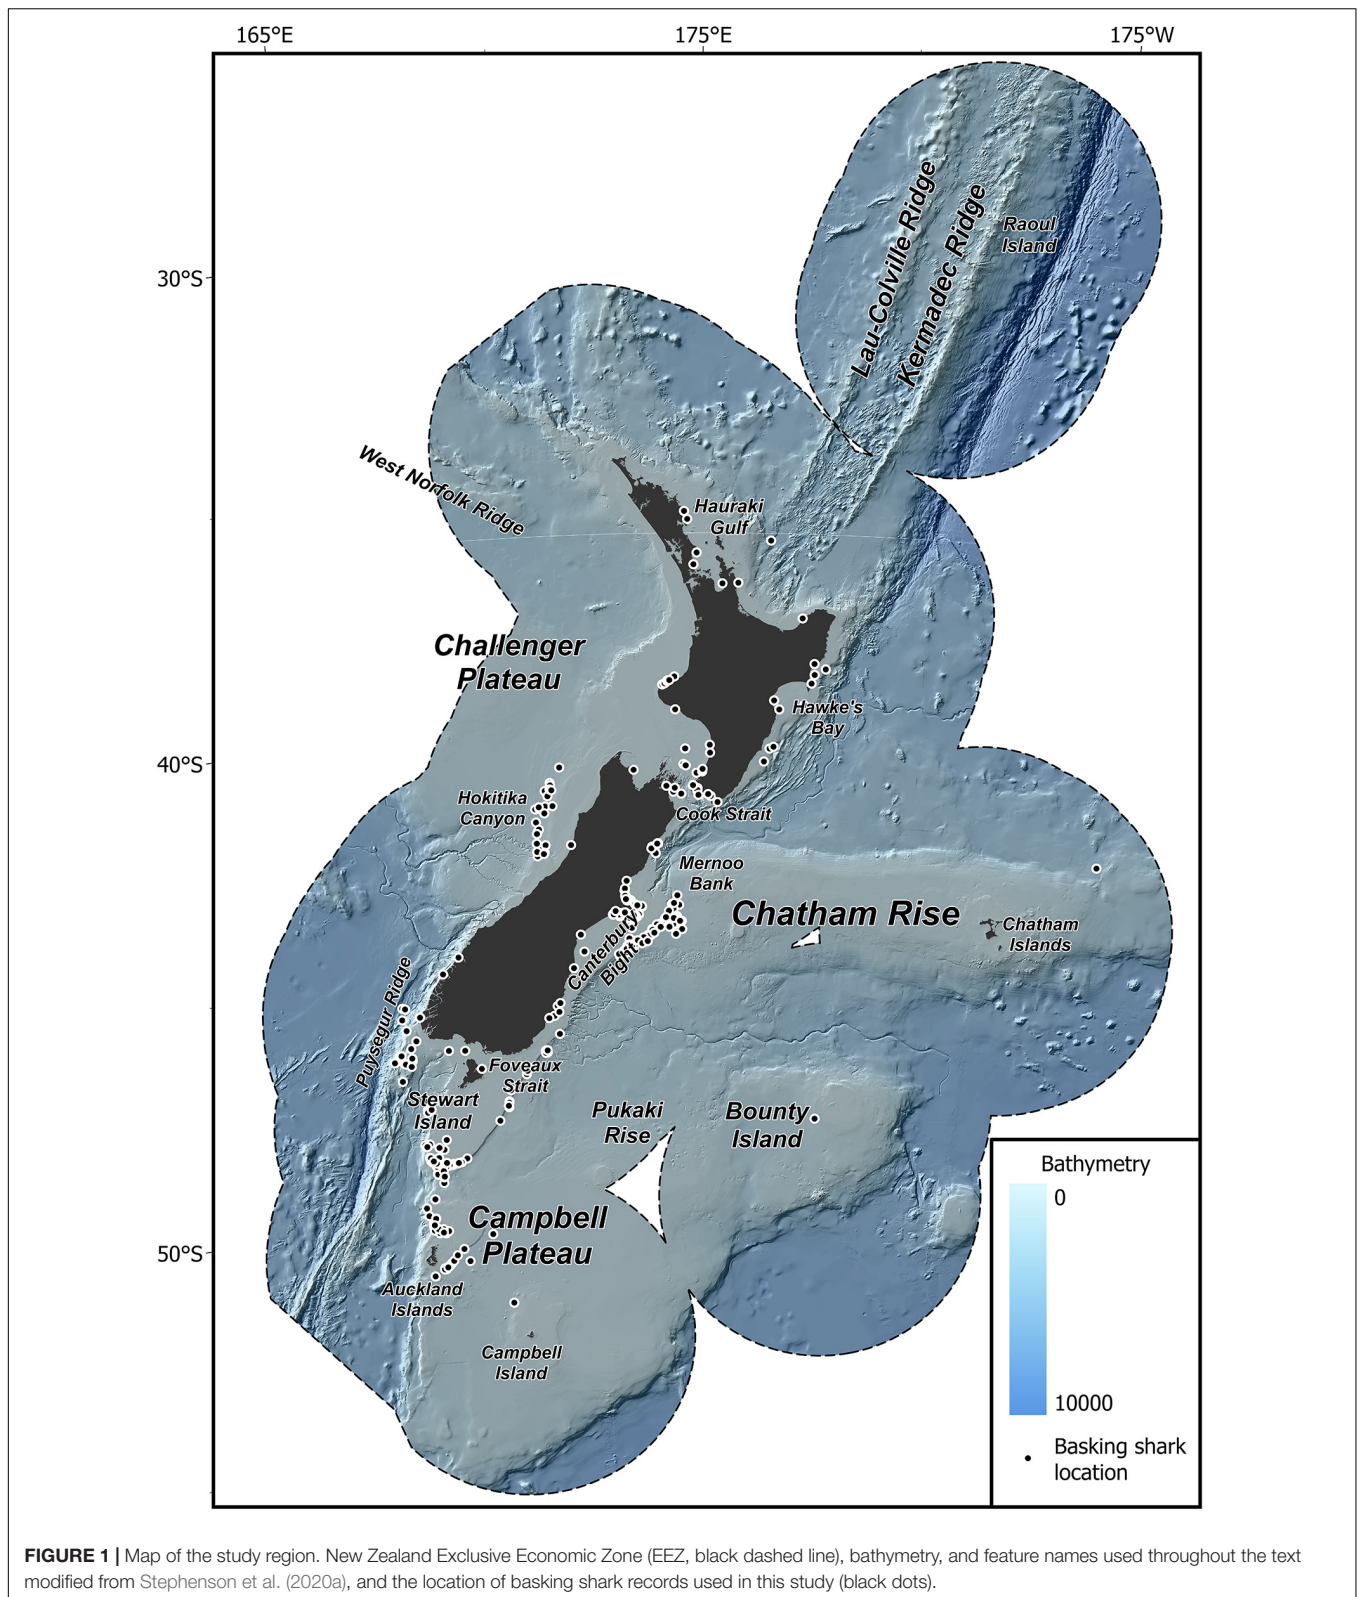 165°E
175°E
175°W
30°S
40°S
50°S
Lau-Colville Ridge
Kermadec Ridge
Raoul
Island
West Norfolk Ridge
Hauraki
Gulf
Challenger
Plateau
Hawke's
Bay
Hokitika
Canyon
Cook Strait
Mernoo
Bank
Chatham Rise
Chatham
Islands
Canterbury
Bight
Puysegur Ridge
Foveaux
Strait
Stewart
Island
Pukaki
Rise
Bounty
Island
Campbell
Plateau
Auckland
Islands
Campbell
Island
Bathymetry
0
10000
Basking shark
location
FIGURE 1 | Map of the study region. New Zealand Exclusive Economic Zone (EEZ, black dashed line), bathymetry, and feature names used throughout the text
modified from Stephenson et al. (2020a), and the location of basking shark records used in this study (black dots).